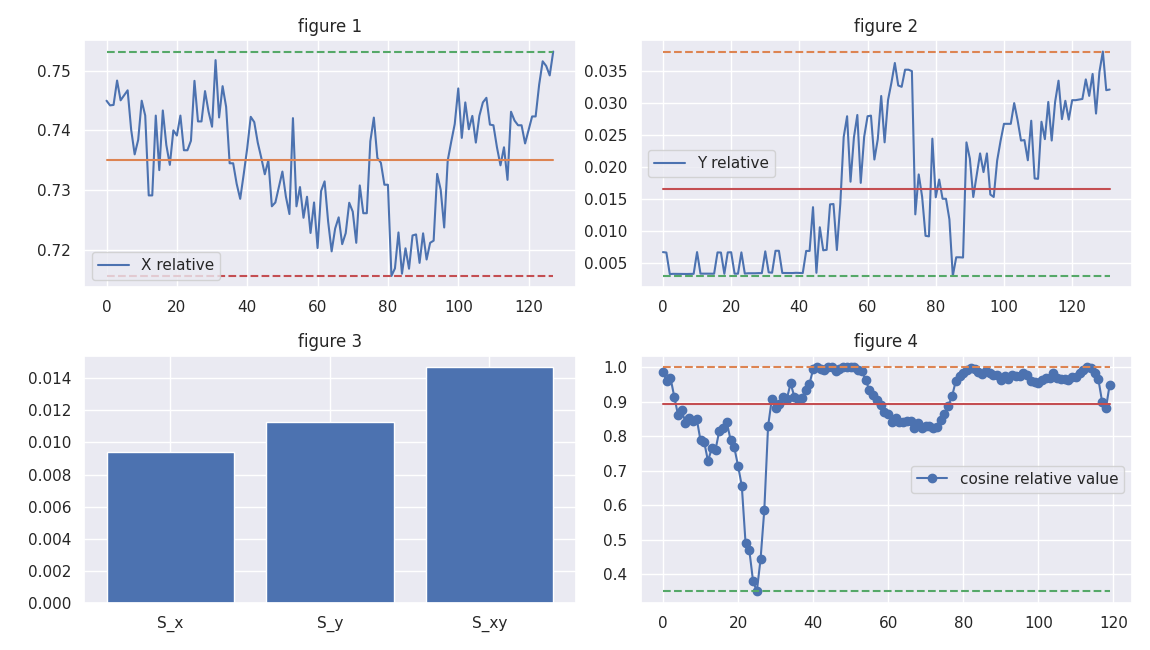 figure 1
0.75
0.74
0.73
0.72
X relative
0 20 40 60 80 100 120
figure 2
0.035
0.030
0.025
0.020
0.015
0.010
0.005
Y relative
0 20 40 60 80 100 120
figure 3
0.014
0.012
0.010
0.008
0.006
0.004
0.002
0.000
S_x S_y S_xy
figure 4
1.0
0.9
0.8
0.7
0.6
0.5
0.4
cosine relative value
0 20 40 60 80 100 120